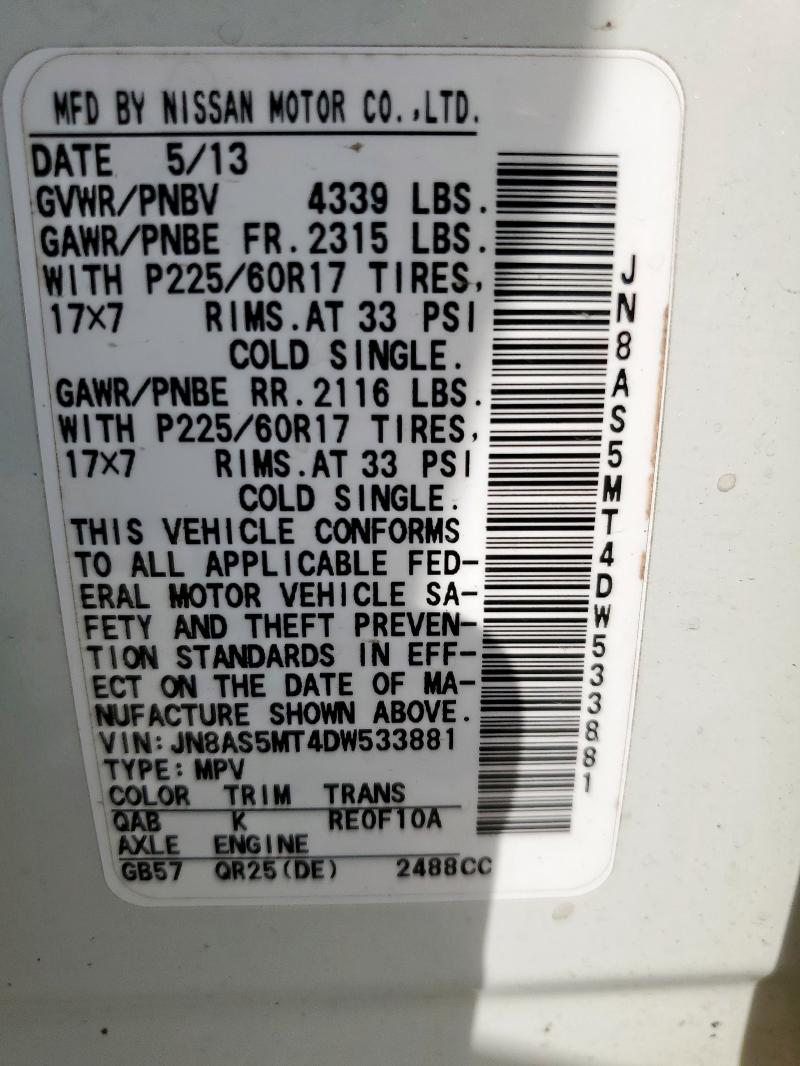 MFD BY NISSAN MOTOR CO.,LTD.
DATE 5/13
GVWR/PNBV 4339 LBS.
GAWR/PNBE FR.2315 LBS.
WITH P225/60R17 TIRES,
17×7 RIMS.AT 33 PSI
COLD SINGLE.
GAWR/PNBE RR.2116 LBS.
WITH P225/60R17 TIRES,
17×7 RIMS.AT 33 PSI
COLD SINGLE.
THIS VEHICLE CONFORMS
TO ALL APPLICABLE FED-
ERAL MOTOR VEHICLE SA-
FETY AND THEFT PREVEN-
TION STANDARDS IN EFF-
ECT ON THE DATE OF MA-
NUFACTURE SHOWN ABOVE.
VIN:JN8AS5MT4DW533881
TYPE:MPV
COLOR TRIM TRANS
QAB K RE0F10A
AXLE ENGINE
GB57 QR25(DE) 2488CC
JN8AS5MT4DW533881